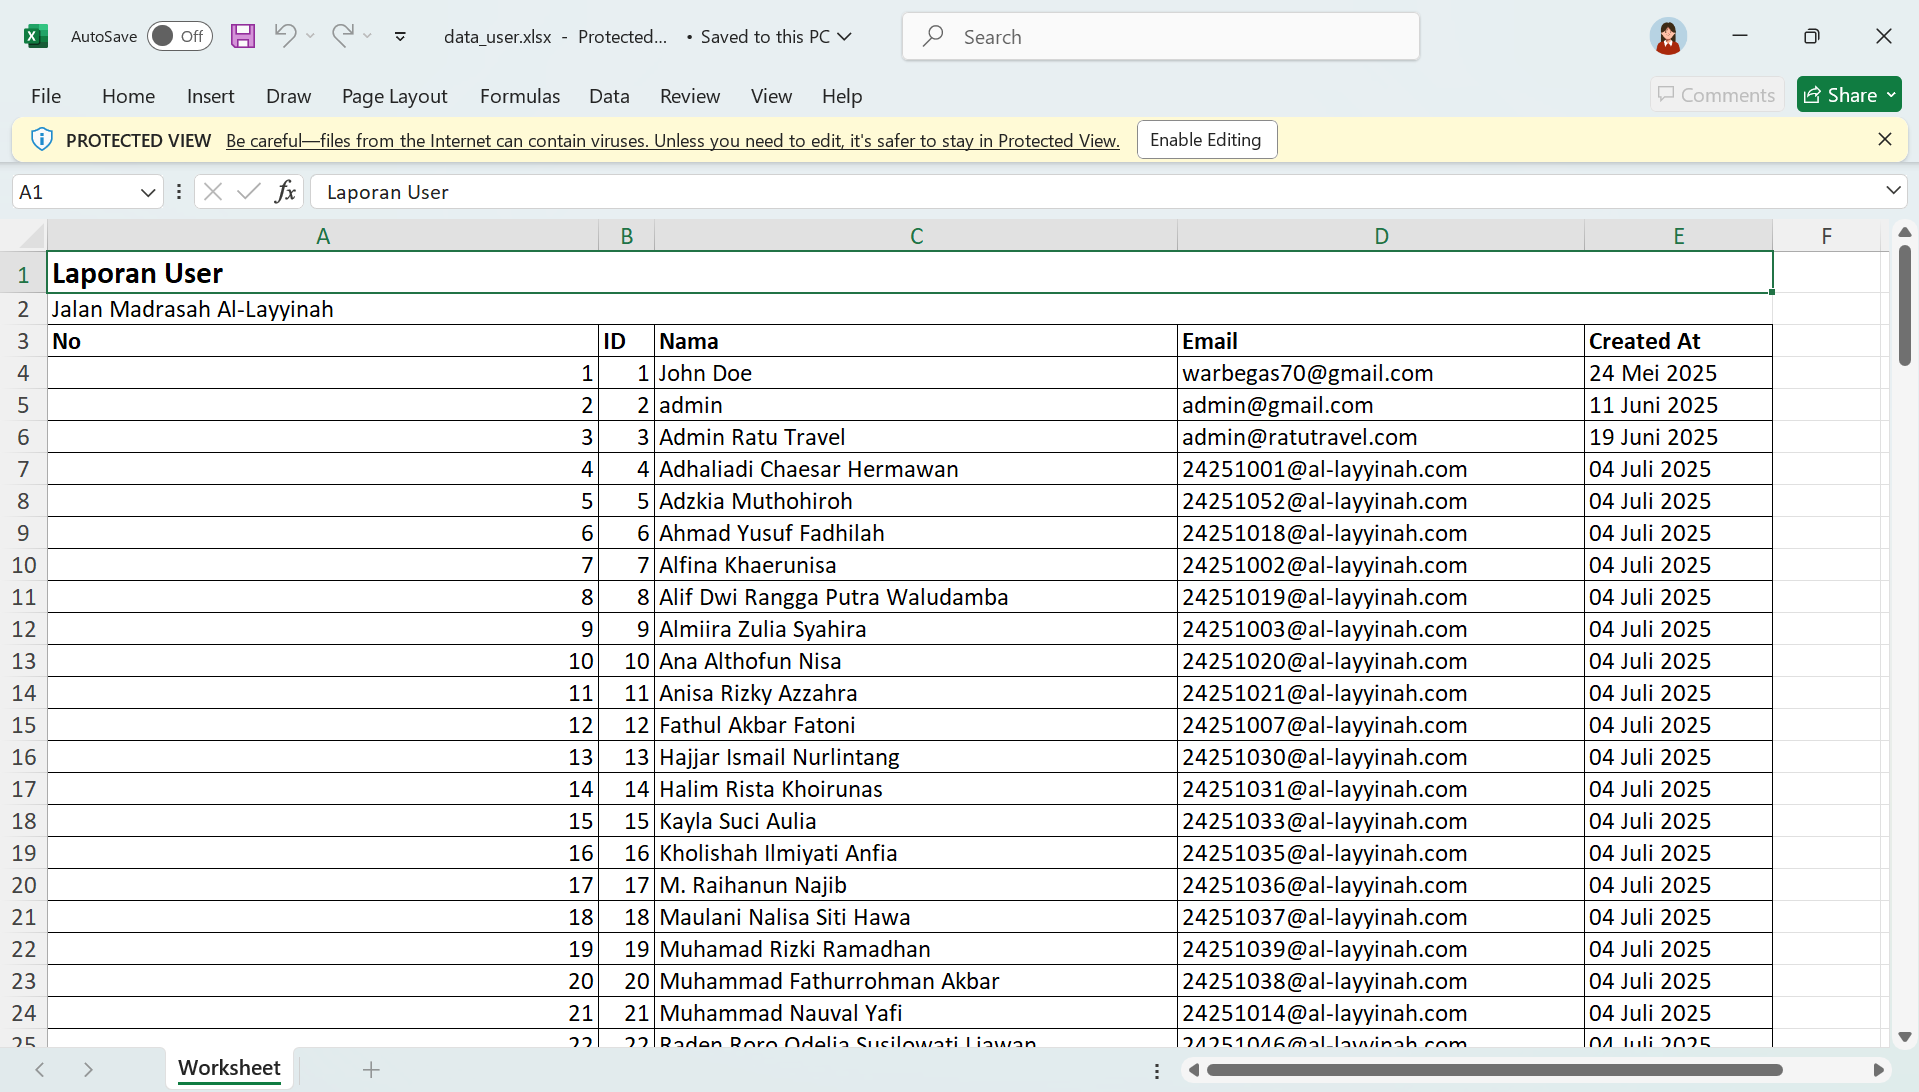 AutoSave Off data_user.xlsx - Protected... • Saved to this PC Search
File Home Insert Draw Page Layout Formulas Data Review View Help Comments Share
PROTECTED VIEW Be careful—files from the Internet can contain viruses. Unless you need to edit, it's safer to stay in Protected View. Enable Editing
A1 fx Laporan User
A B C D E F
1 Laporan User
2 Jalan Madrasah Al-Layyinah
3 No ID Nama Email Created At
4 1 1 John Doe warbegas70@gmail.com 24 Mei 2025
5 2 2 admin admin@gmail.com 11 Juni 2025
6 3 3 Admin Ratu Travel admin@ratutravel.com 19 Juni 2025
7 4 4 Adhaliadi Chaesar Hermawan 24251001@al-layyinah.com 04 Juli 2025
8 5 5 Adzkia Muthohiroh 24251052@al-layyinah.com 04 Juli 2025
9 6 6 Ahmad Yusuf Fadhilah 24251018@al-layyinah.com 04 Juli 2025
10 7 7 Alfina Khaerunisa 24251002@al-layyinah.com 04 Juli 2025
11 8 8 Alif Dwi Rangga Putra Waludamba 24251019@al-layyinah.com 04 Juli 2025
12 9 9 Almiira Zulia Syahira 24251003@al-layyinah.com 04 Juli 2025
13 10 10 Ana Althofun Nisa 24251020@al-layyinah.com 04 Juli 2025
14 11 11 Anisa Rizky Azzahra 24251021@al-layyinah.com 04 Juli 2025
15 12 12 Fathul Akbar Fatoni 24251007@al-layyinah.com 04 Juli 2025
16 13 13 Hajjar Ismail Nurlintang 24251030@al-layyinah.com 04 Juli 2025
17 14 14 Halim Rista Khoirunas 24251031@al-layyinah.com 04 Juli 2025
18 15 15 Kayla Suci Aulia 24251033@al-layyinah.com 04 Juli 2025
19 16 16 Kholishah Ilmiyati Anfia 24251035@al-layyinah.com 04 Juli 2025
20 17 17 M. Raihanun Najib 24251036@al-layyinah.com 04 Juli 2025
21 18 18 Maulani Nalisa Siti Hawa 24251037@al-layyinah.com 04 Juli 2025
22 19 19 Muhamad Rizki Ramadhan 24251039@al-layyinah.com 04 Juli 2025
23 20 20 Muhammad Fathurrohman Akbar 24251038@al-layyinah.com 04 Juli 2025
24 21 21 Muhammad Nauval Yafi 24251014@al-layyinah.com 04 Juli 2025
25 22 22 Raden Roro Odelia Susilowati Liawan 24251046@al-layyinah.com 04 Juli 2025
Worksheet